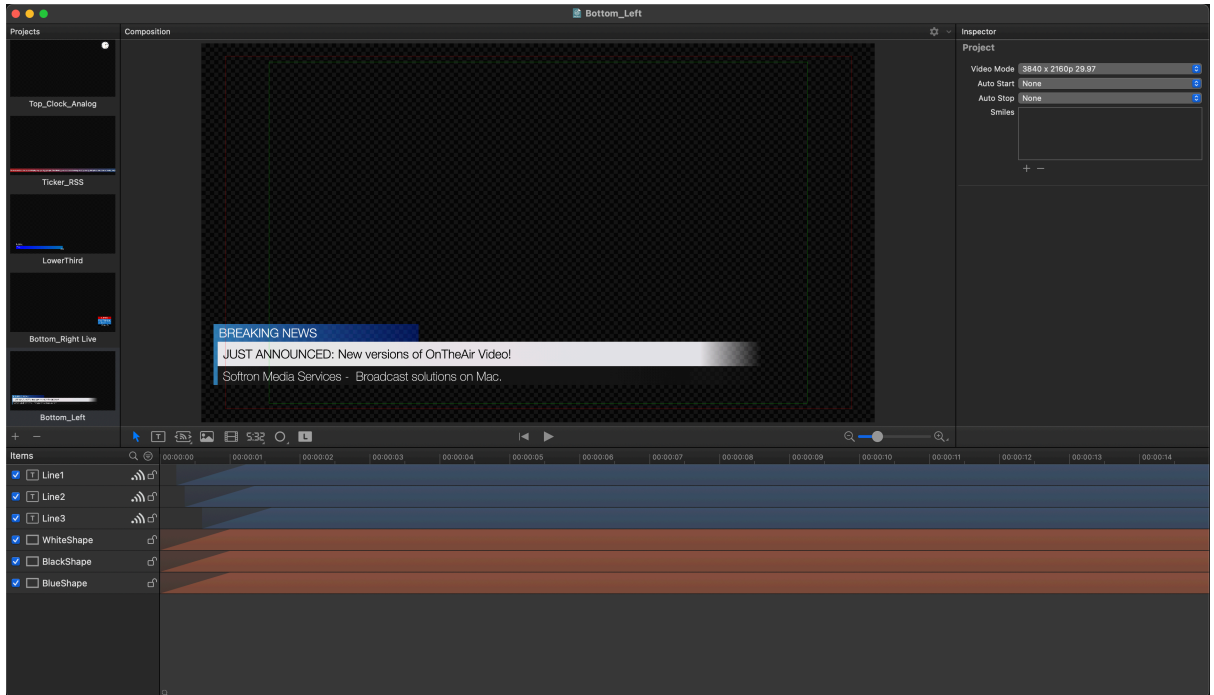 Bottom_Left
Projects
Composition
Inspector
Top_Clock_Analog
Ticker_RSS
LowerThird
Bottom_Right Live
Bottom_Left
BREAKING NEWS
JUST ANNOUNCED: New versions of OnTheAir Video!
Softron Media Services - Broadcast solutions on Mac.
Project
Video Mode 3840 x 2160p 29.97
Auto Start None
Auto Stop None
Smiles
T
5:32
L
Items
00:00:00 00:00:01 00:00:02 00:00:03 00:00:04 00:00:05 00:00:06 00:00:07 00:00:08 00:00:09 00:00:10 00:00:11 00:00:12 00:00:13 00:00:14
T Line1
T Line2
T Line3
WhiteShape
BlackShape
BlueShape